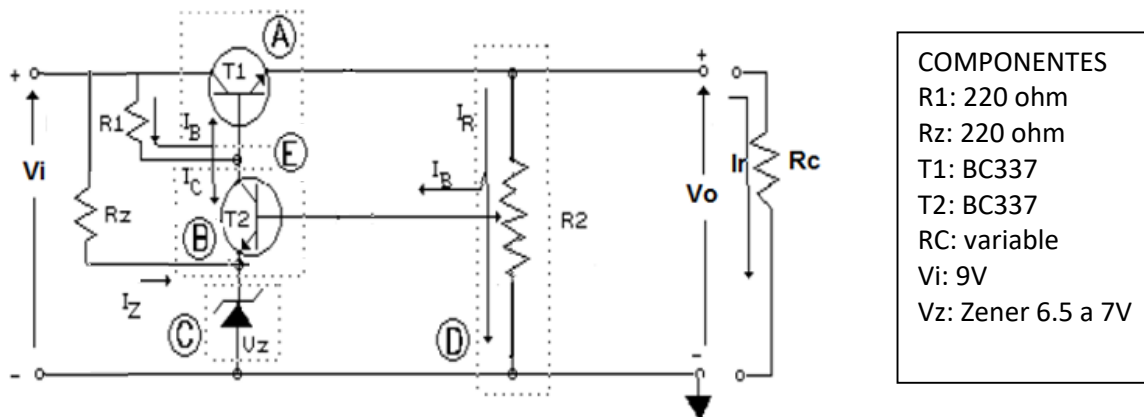 A
T1
+
+
R1
I_B
I_R
E
Vi
I_C
I_B
Vo
Ir
Rc
Rz
T2
R2
B
I_Z
C
Vz
D
-
-
COMPONENTES
R1: 220 ohm
Rz: 220 ohm
T1: BC337
T2: BC337
RC: variable
Vi: 9V
Vz: Zener 6.5 a 7V